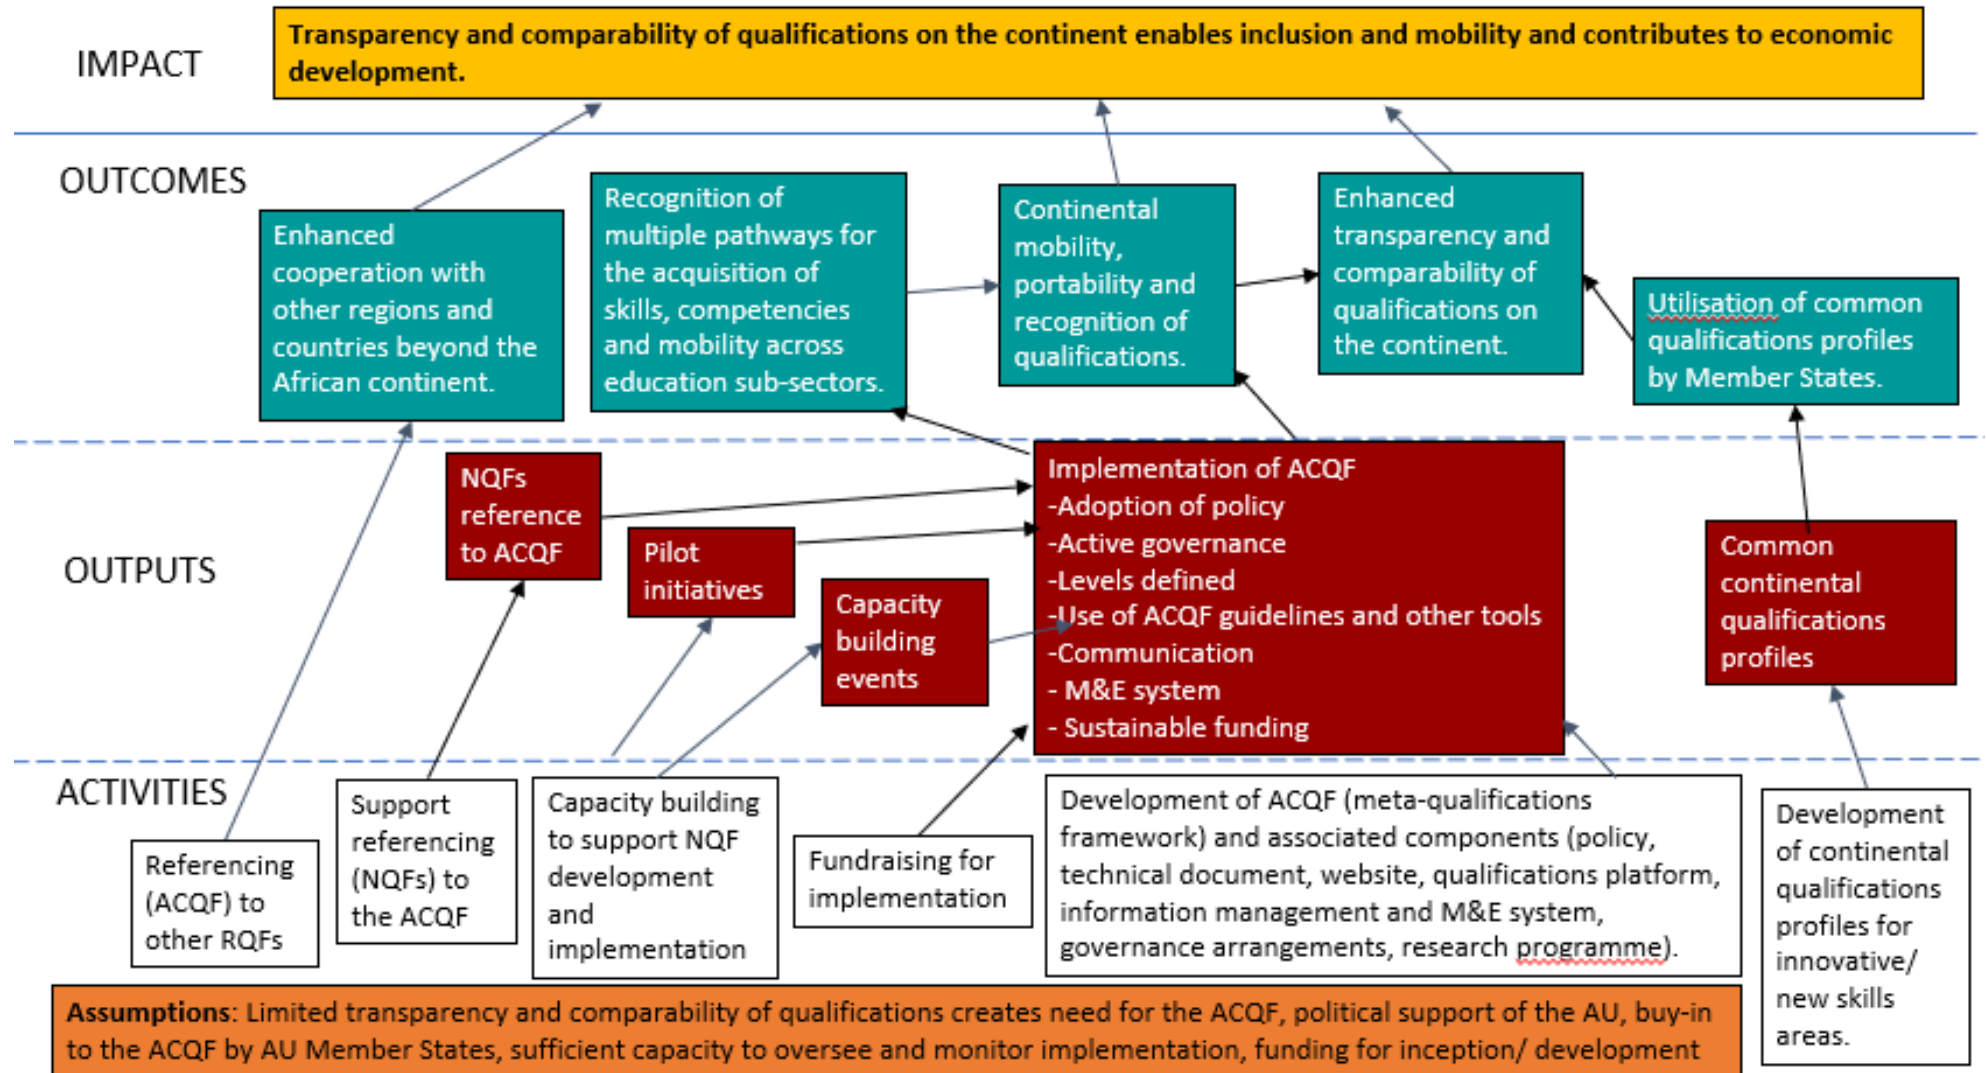 IMPACT
Transparency and comparability of qualifications on the continent enables inclusion and mobility and contributes to economic
development.
OUTCOMES
Enhanced
cooperation with
other regions and
countries beyond the
African continent.
Recognition of
multiple pathways for
the acquisition of
skills, competencies
and mobility across
education sub-sectors.
Continental
mobility,
portability and
recognition of
qualifications.
Enhanced
transparency and
comparability of
qualifications on
the continent.
Utilisation of common
qualifications profiles
by Member States.
OUTPUTS
NQFs
reference
to ACQF
Pilot
initiatives
Capacity
building
events
Implementation of ACQF
-Adoption of policy
-Active governance
-Levels defined
-Use of ACQF guidelines and other tools
-Communication
- M&E system
- Sustainable funding
Common
continental
qualifications
profiles
ACTIVITIES
Referencing
(ACQF) to
other RQFs
Support
referencing
(NQFs) to
the ACQF
Capacity building
to support NQF
development
and
implementation
Fundraising for
implementation
Development of ACQF (meta-qualifications
framework) and associated components (policy,
technical document, website, qualifications platform,
information management and M&E system,
governance arrangements, research programme).
Development
of continental
qualifications
profiles for
innovative/
new skills
areas.
Assumptions: Limited transparency and comparability of qualifications creates need for the ACQF, political support of the AU, buy-in
to the ACQF by AU Member States, sufficient capacity to oversee and monitor implementation, funding for inception/ development